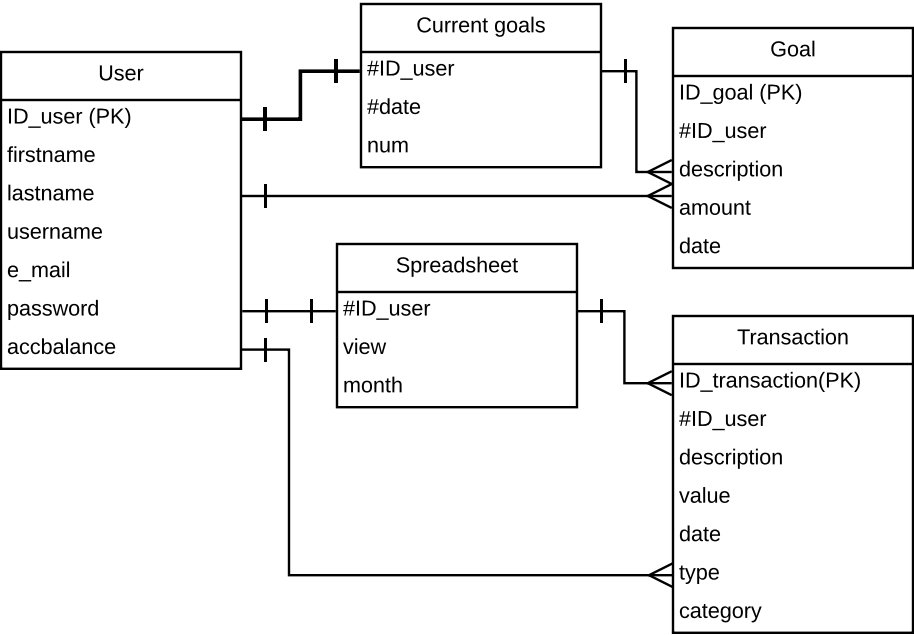 User
ID_user (PK)
firstname
lastname
username
e_mail
password
accbalance
Current goals
#ID_user
#date
num
Goal
ID_goal (PK)
#ID_user
description
amount
date
Spreadsheet
#ID_user
view
month
Transaction
ID_transaction(PK)
#ID_user
description
value
date
type
category